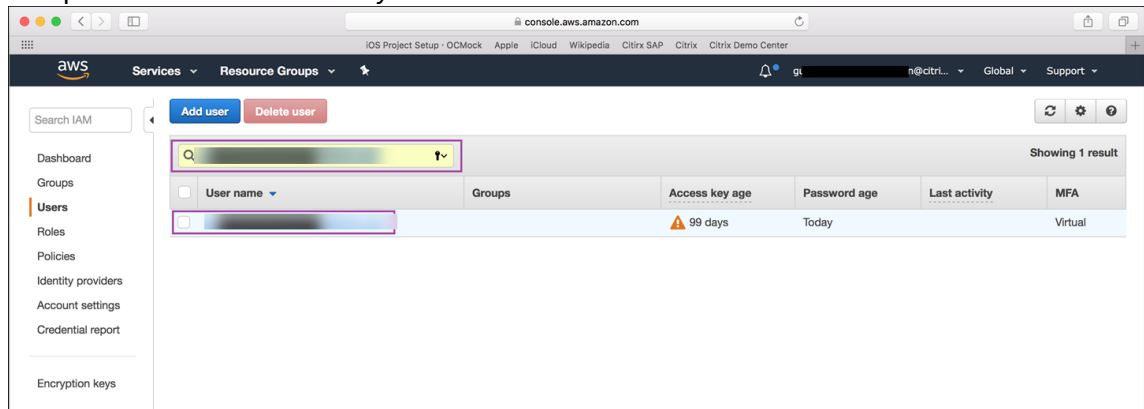 console.aws.amazon.com
iOS Project Setup · OCMock Apple iCloud Wikipedia Citirx SAP Citrix Citrix Demo Center
aws Services Resource Groups n@citri... Global Support
Search IAM
Add user Delete user
Showing 1 result
User name Groups Access key age Password age Last activity MFA
99 days Today Virtual
Dashboard
Groups
Users
Roles
Policies
Identity providers
Account settings
Credential report
Encryption keys